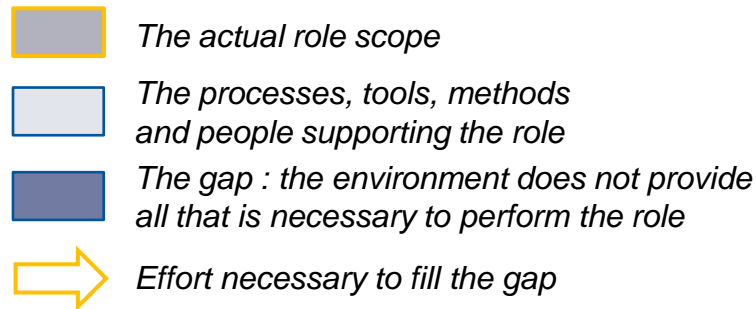 The actual role scope
The processes, tools, methods
and people supporting the role
The gap : the environment does not provide
all that is necessary to perform the role
Effort necessary to fill the gap